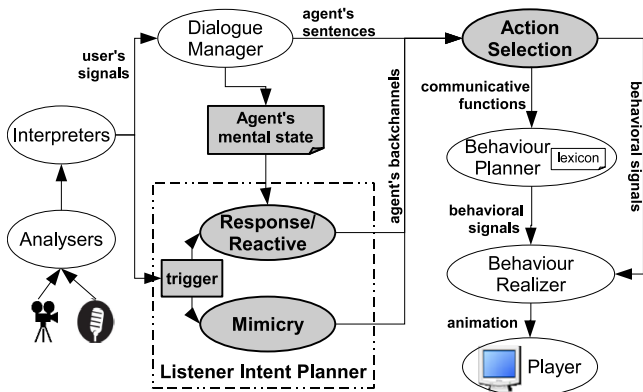 Dialogue
Manager
agent's
sentences
Action
Selection
user's
signals
communicative
functions
Agent's
mental state
Interpreters
agent's backchannels
behavioral signals
Behaviour
Planner
lexicon
Response/
Reactive
behavioral
signals
Analysers
trigger
Behaviour
Realizer
Mimicry
animation
Listener Intent Planner
Player